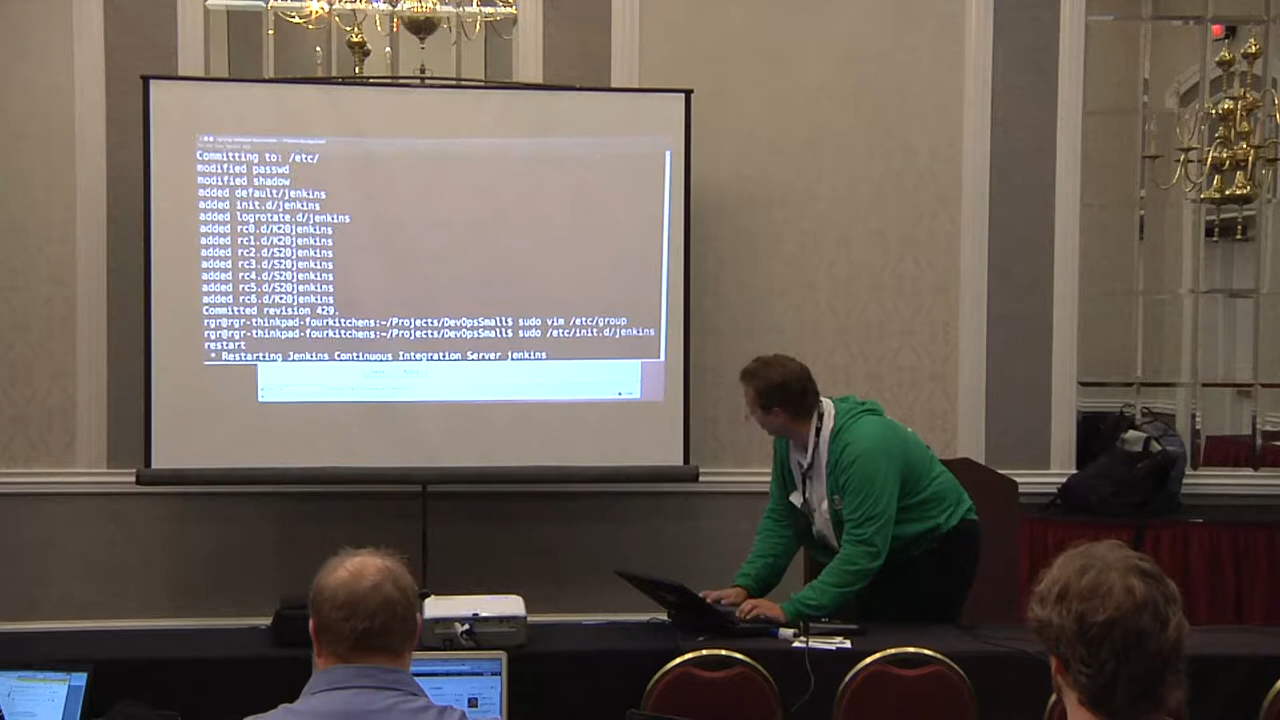 Committing to: /etc/
modified passwd
modified shadow
added default/jenkins
added init.d/jenkins
added logrotate.d/jenkins
added rc0.d/K20jenkins
added rc1.d/K20jenkins
added rc2.d/S20jenkins
added rc3.d/S20jenkins
added rc4.d/S20jenkins
added rc5.d/S20jenkins
added rc6.d/K20jenkins
Committed revision 429.
rgr@rgr-thinkpad-fourkitchens:~/Projects/DevOpsSmall$ sudo vim /etc/group
rgr@rgr-thinkpad-fourkitchens:~/Projects/DevOpsSmall$ sudo /etc/init.d/jenkins
restart
* Restarting Jenkins Continuous Integration Server jenkins